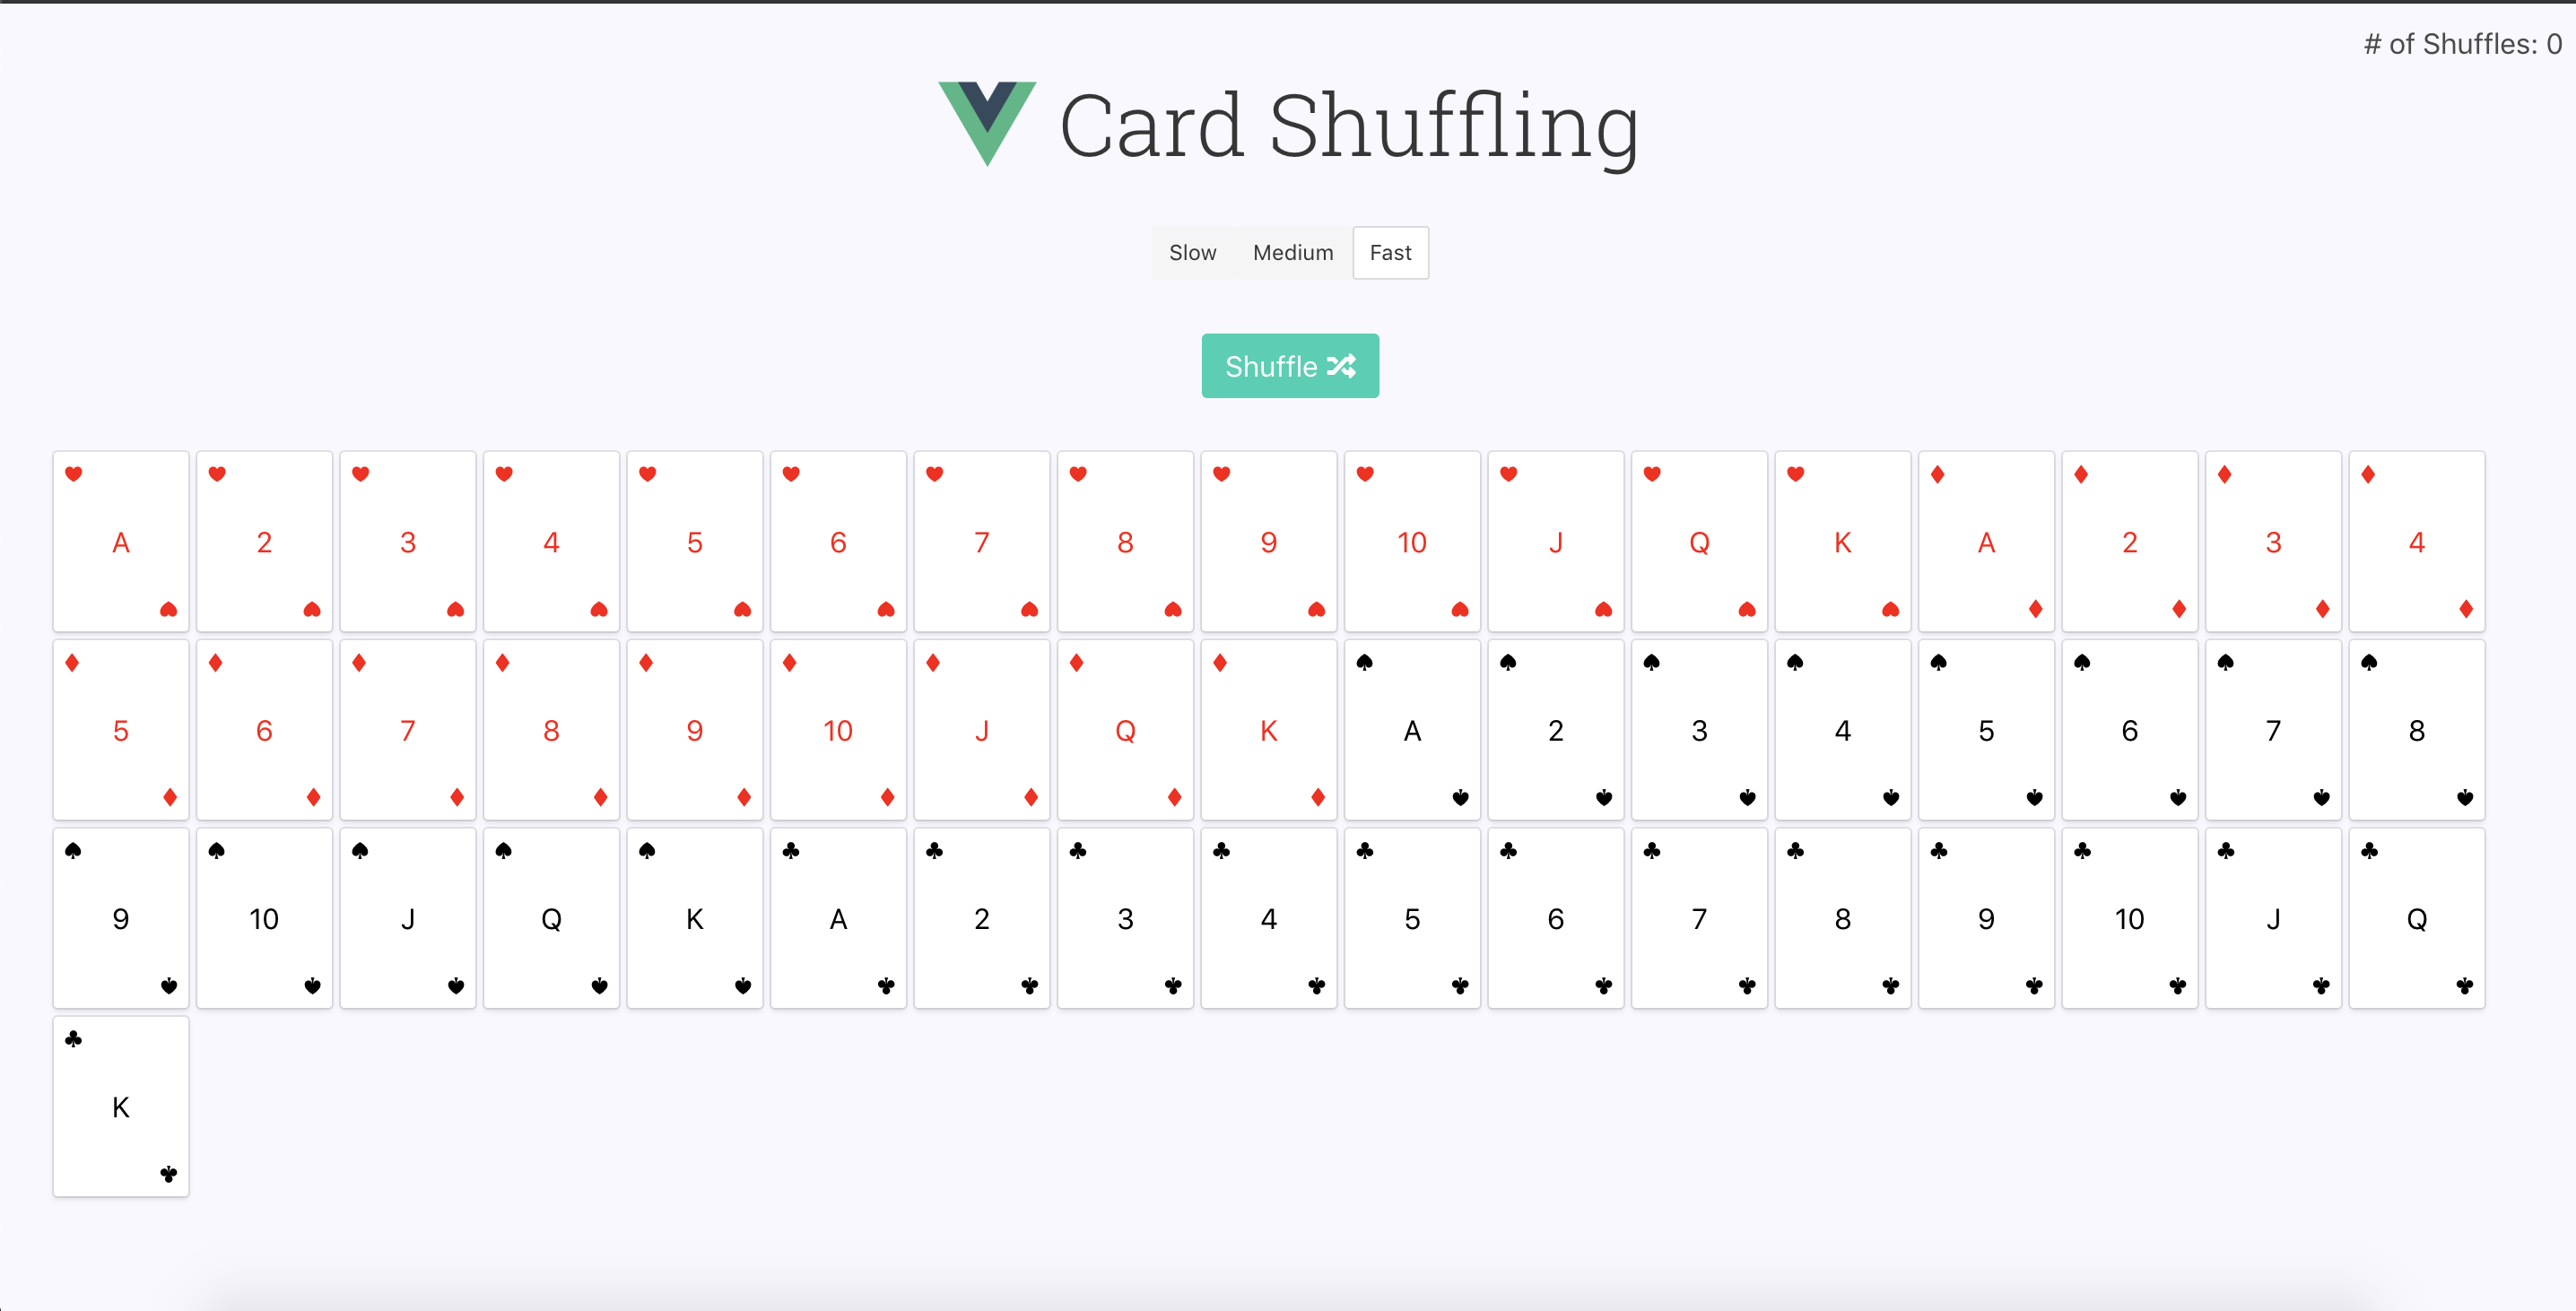 # of Shuffles: 0
Card Shuffling
Slow Medium Fast
Shuffle
A 2 3 4 5 6 7 8 9 10 J Q K A 2 3 4
5 6 7 8 9 10 J Q K A 2 3 4 5 6 7 8
9 10 J Q K A 2 3 4 5 6 7 8 9 10 J Q
K